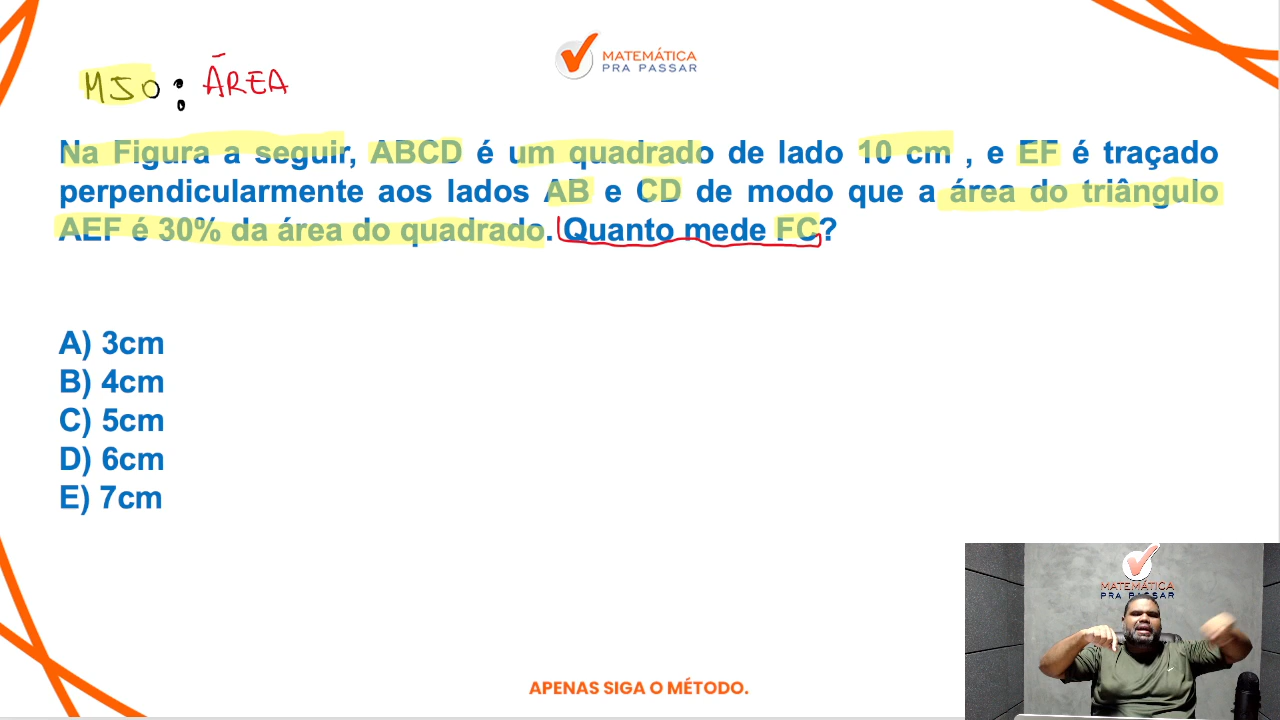 MATEMÁTICA
PRA PASSAR
MSO : ÁREA
Na Figura a seguir, ABCD é um quadrado de lado 10 cm , e EF é traçado
perpendicularmente aos lados AB e CD de modo que a área do triângulo
AEF é 30% da área do quadrado. Quanto mede FC?
A) 3cm
B) 4cm
C) 5cm
D) 6cm
E) 7cm
MATEMÁTICA
PRA PASSAR
APENAS SIGA O MÉTODO.